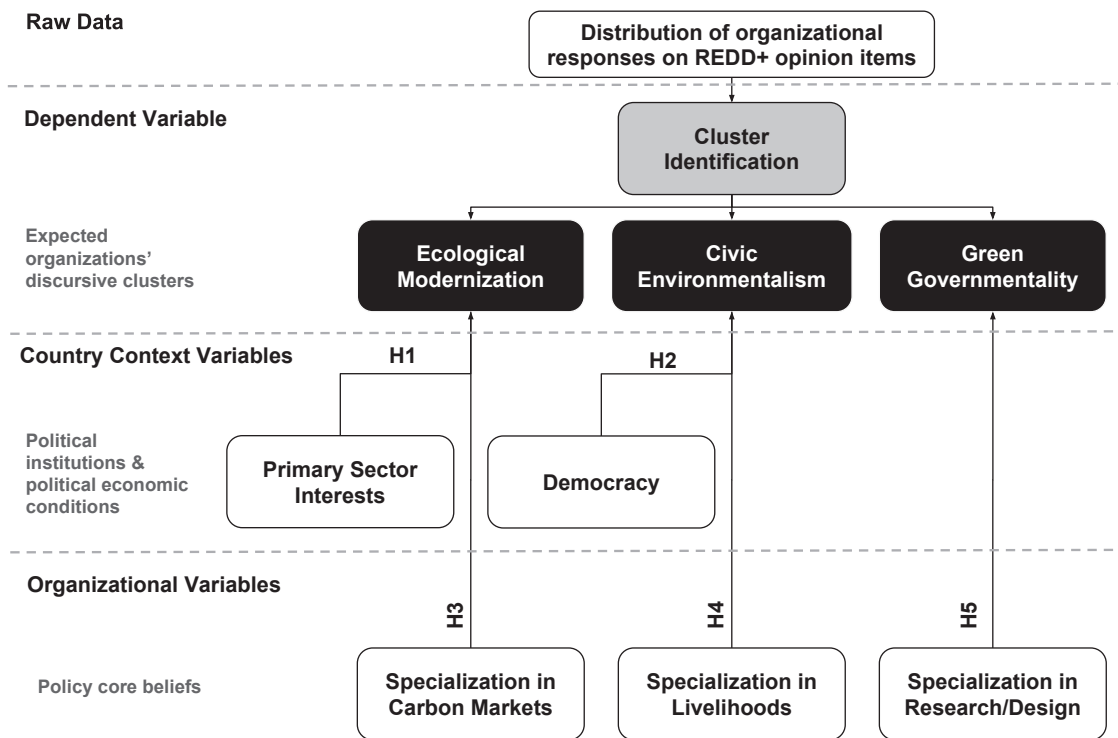 Raw Data
Distribution of organizational
responses on REDD+ opinion items
Dependent Variable
Cluster
Identification
Expected
organizations’
discursive clusters
Ecological
Modernization
Civic
Environmentalism
Green
Governmentality
Country Context Variables
H1
H2
Political
institutions &
political economic
conditions
Primary Sector
Interests
Democracy
Organizational Variables
H3
H4
H5
Policy core beliefs
Specialization in
Carbon Markets
Specialization in
Livelihoods
Specialization in
Research/Design